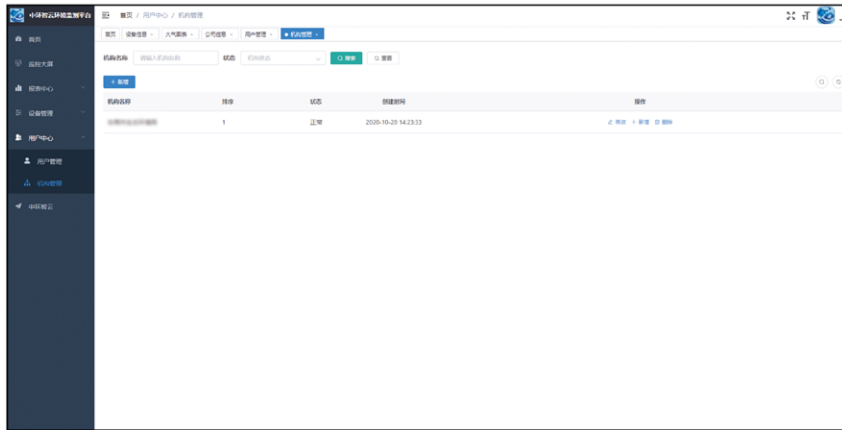 中环智云环境监测平台
首页 / 用户中心 / 机构管理
首页 设备信息 × 大气图表 × 公司信息 × 用户管理 × 机构管理 ×
首页
监控大屏
报表中心
设备管理
用户中心
用户管理
机构管理
中环智云
机构名称 请输入机构名称 状态 机构状态 搜索 重置
+ 新增
机构名称 排序 状态 创建时间 操作
1 正常 2020-10-20 14:23:33 修改 + 新增 删除